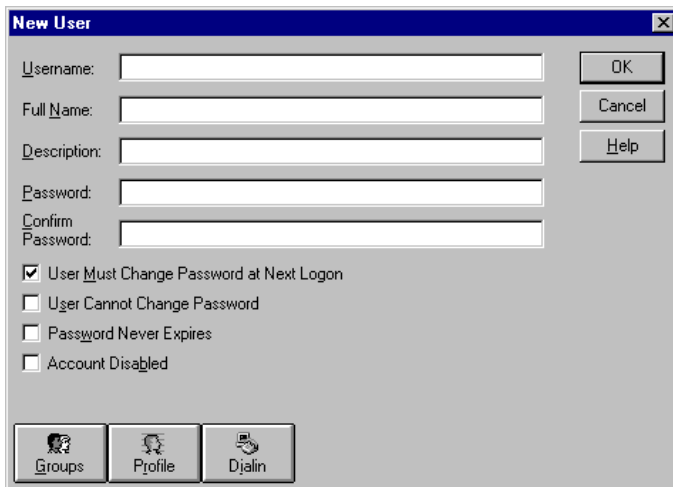 New User
Username:
OK
Full Name:
Cancel
Description:
Help
Password:
Confirm
Password:
User Must Change Password at Next Logon
User Cannot Change Password
Password Never Expires
Account Disabled
Groups
Profile
Dialin